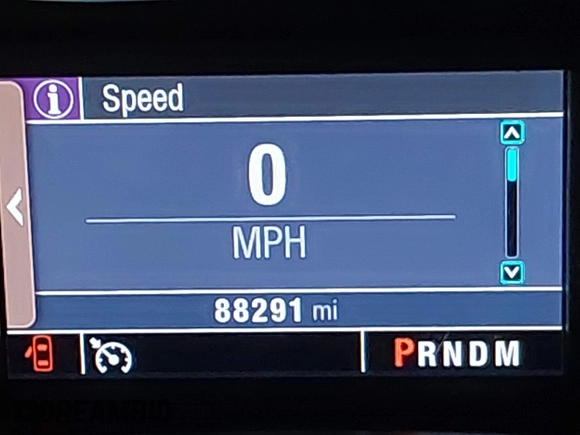 Speed
0
MPH
88291 mi
PRNDM